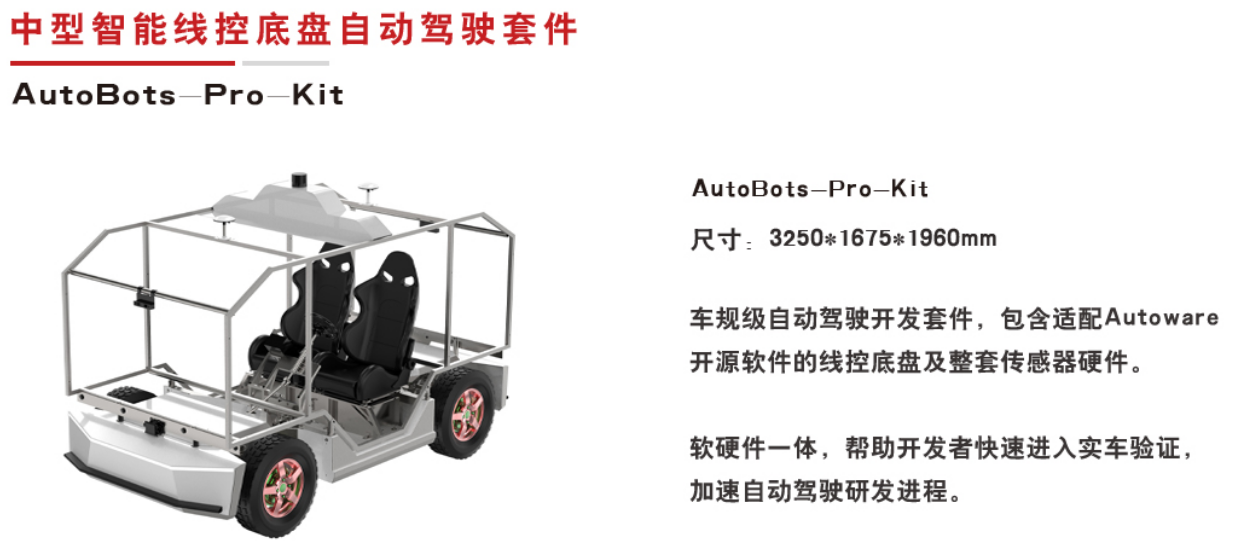 中型智能线控底盘自动驾驶套件
AutoBots-Pro-Kit
AutoBots-Pro-Kit
尺寸：3250*1675*1960mm
车规级自动驾驶开发套件，包含适配Autoware
开源软件的线控底盘及整套传感器硬件。
软硬件一体，帮助开发者快速进入实车验证，
加速自动驾驶研发进程。